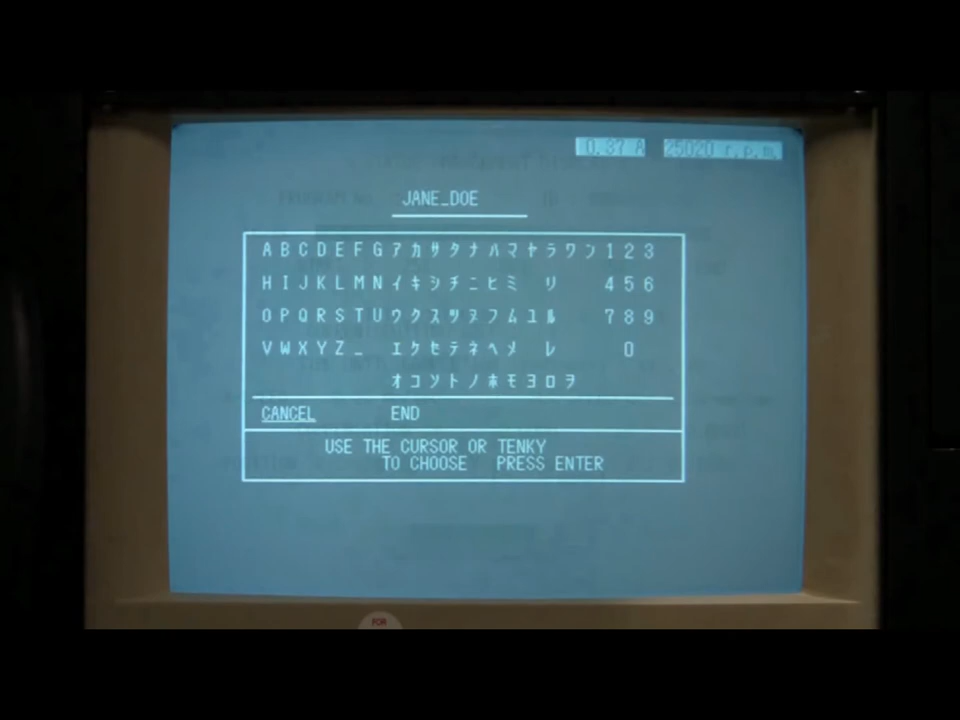 0.37 A 25020 r.p.m.
JANE_DOE
A B C D E F G ア カ サ タ ナ ハ マ ヤ ラ ワ ン 1 2 3
H I J K L M N イ キ シ チ ニ ヒ ミ リ 4 5 6
O P Q R S T U ウ ク ス ツ ヌ フ ム ユ ル 7 8 9
V W X Y Z _ エ ケ セ テ ネ ヘ メ レ 0
オ コ ソ ト ノ ホ モ ヨ ロ ヲ
CANCEL END
USE THE CURSOR OR TENKY
TO CHOOSE PRESS ENTER
FOR